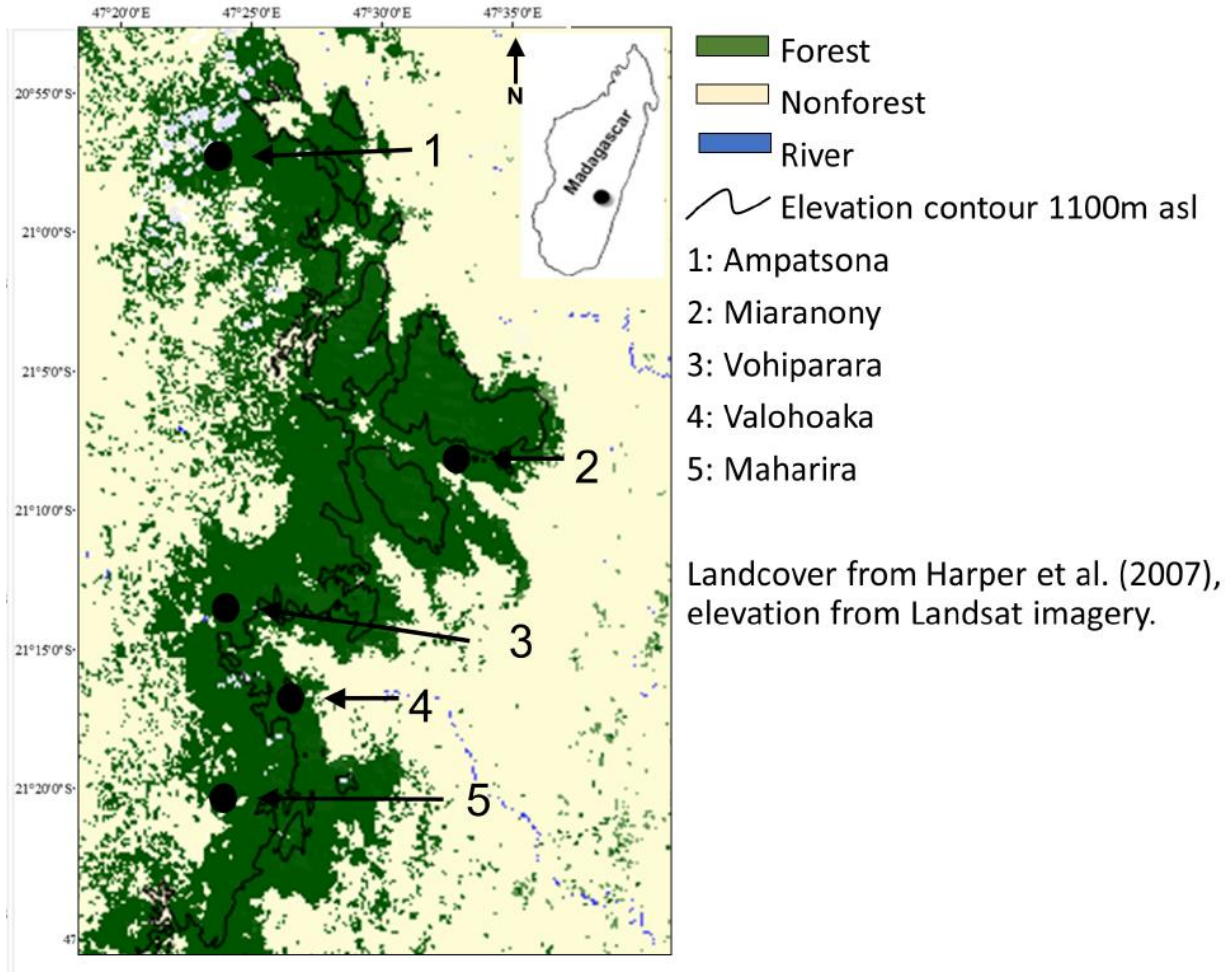 47°20'0"E 47°25'0"E 47°30'0"E 47°35'0"E
20°55'0"S
21°0'0"S
21°5'0"S
21°10'0"S
21°15'0"S
21°20'0"S
47
N
Madagascar
1
2
3
4
5
Forest
Nonforest
River
Elevation contour 1100m asl
1: Ampatsona
2: Miaranony
3: Vohiparara
4: Valohoaka
5: Maharira
Landcover from Harper et al. (2007),
elevation from Landsat imagery.